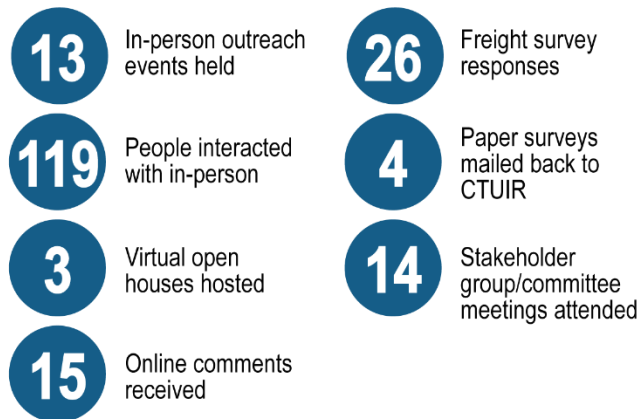 13
In-person outreach
events held
119
People interacted
with in-person
3
Virtual open
houses hosted
15
Online comments
received
26
Freight survey
responses
4
Paper surveys
mailed back to
CTUIR
14
Stakeholder
group/committee
meetings attended